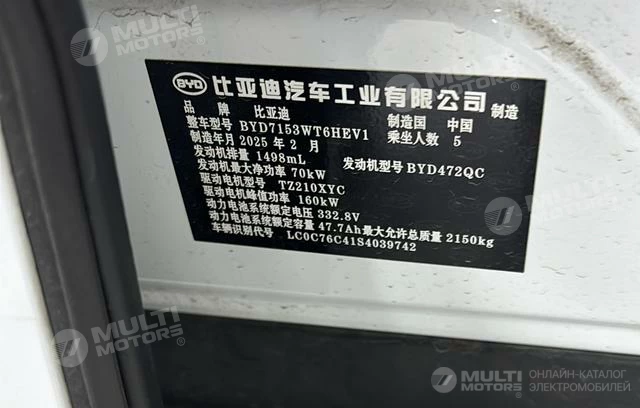 MULTI
MOTORS®
BYD 比亚迪汽车工业有限公司 制造
品 牌 比亚迪 制造国 中国
整车型号 BYD7153WT6HEV1 乘坐人数 5
制造年月 2025 年 2 月
发动机排量 1498mL 发动机型号 BYD472QC
发动机最大净功率 70kW
驱动电机型号 TZ210XYC
驱动电机峰值功率 160kW
动力电池系统额定电压 332.8V
动力电池系统额定容量 47.7Ah 最大允许总质量 2150kg
车辆识别代号 LC0C76C41S4039742
MULTI
MOTORS®
MULTI
MOTORS®
MULTI
MOTORS®
ОНЛАЙН-КАТАЛОГ
ЭЛЕКТРОМОБИЛЕЙ